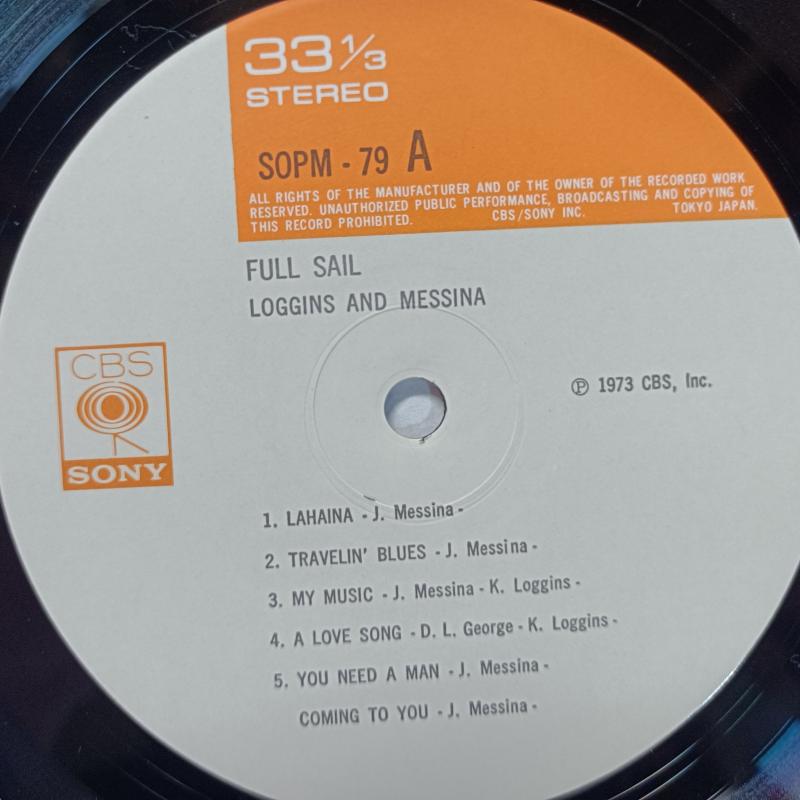 33 1/3
STEREO
SOPM - 79 A
ALL RIGHTS OF THE MANUFACTURER AND OF THE OWNER OF THE RECORDED WORK
RESERVED. UNAUTHORIZED PUBLIC PERFORMANCE, BROADCASTING AND COPYING OF
THIS RECORD PROHIBITED. CBS/SONY INC. TOKYO JAPAN.
FULL SAIL
LOGGINS AND MESSINA
CBS
SONY
℗ 1973 CBS, Inc.
1. LAHAINA - J. Messina -
2. TRAVELIN' BLUES - J. Messina -
3. MY MUSIC - J. Messina - K. Loggins -
4. A LOVE SONG - D. L. George - K. Loggins -
5. YOU NEED A MAN - J. Messina -
COMING TO YOU - J. Messina -